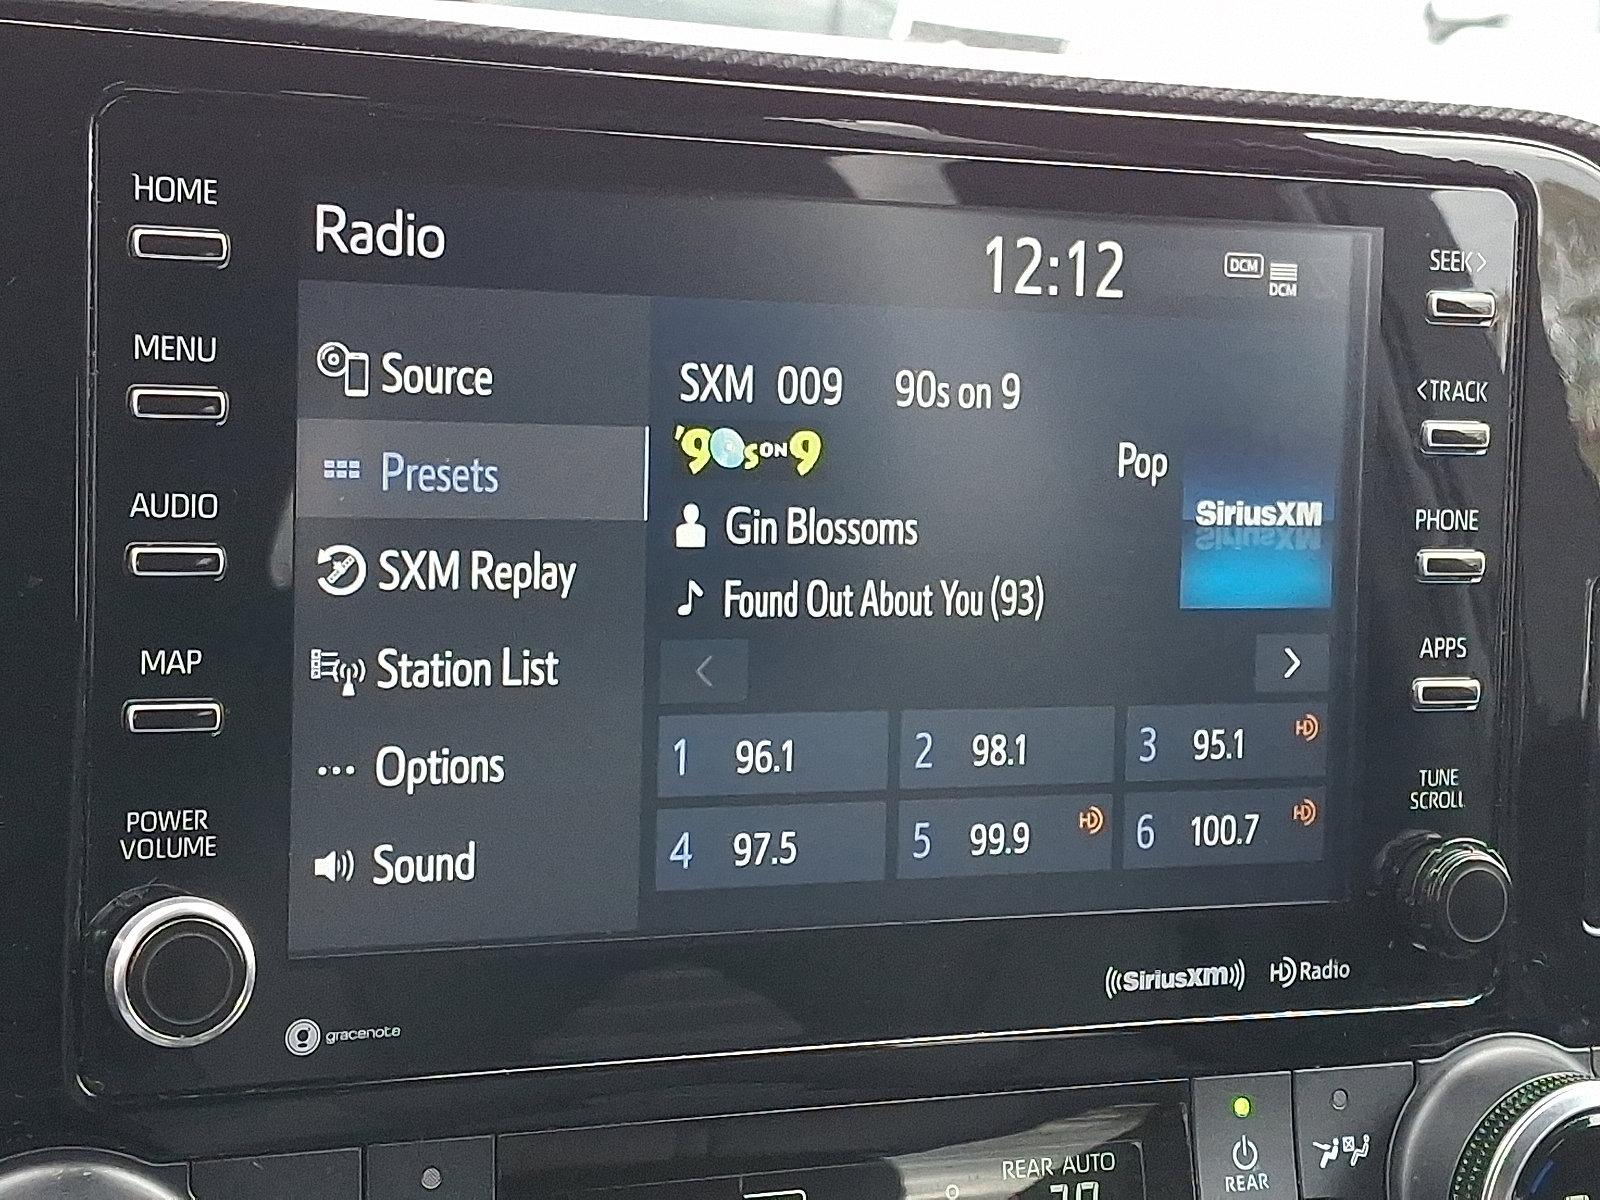 HOME
MENU
AUDIO
MAP
POWER
VOLUME
Radio
12:12
DCM
DCM
Source
Presets
SXM Replay
Station List
Options
Sound
SXM 009 90s on 9
'90s ON 9
Pop
SiriusXM
Gin Blossoms
Found Out About You (93)
1 96.1
2 98.1
3 95.1 HD
4 97.5
5 99.9 HD
6 100.7 HD
SEEK>
<TRACK
PHONE
APPS
TUNE
SCROLL
gracenote
SiriusXM
HD Radio
REAR AUTO
REAR